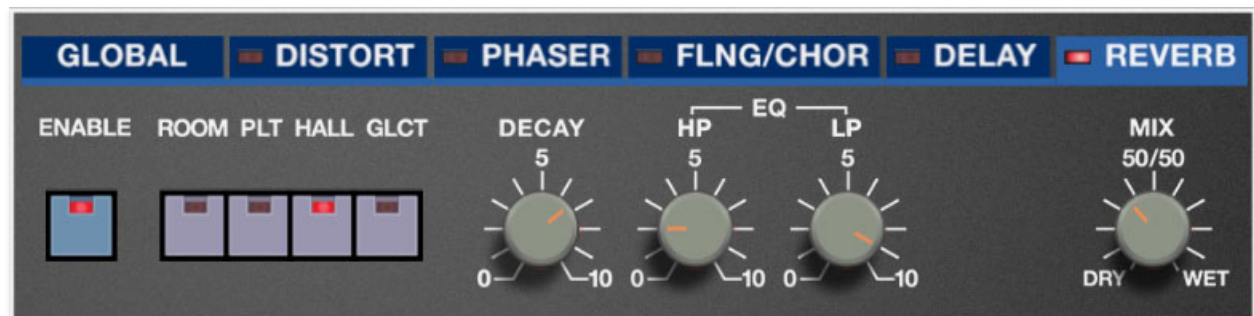 GLOBAL DISTORT PHASER FLNG/CHOR DELAY REVERB
EQ
ENABLE ROOM PLT HALL GLCT DECAY HP LP MIX
5 5 5 50/50
0 10 0 10 0 10 DRY WET